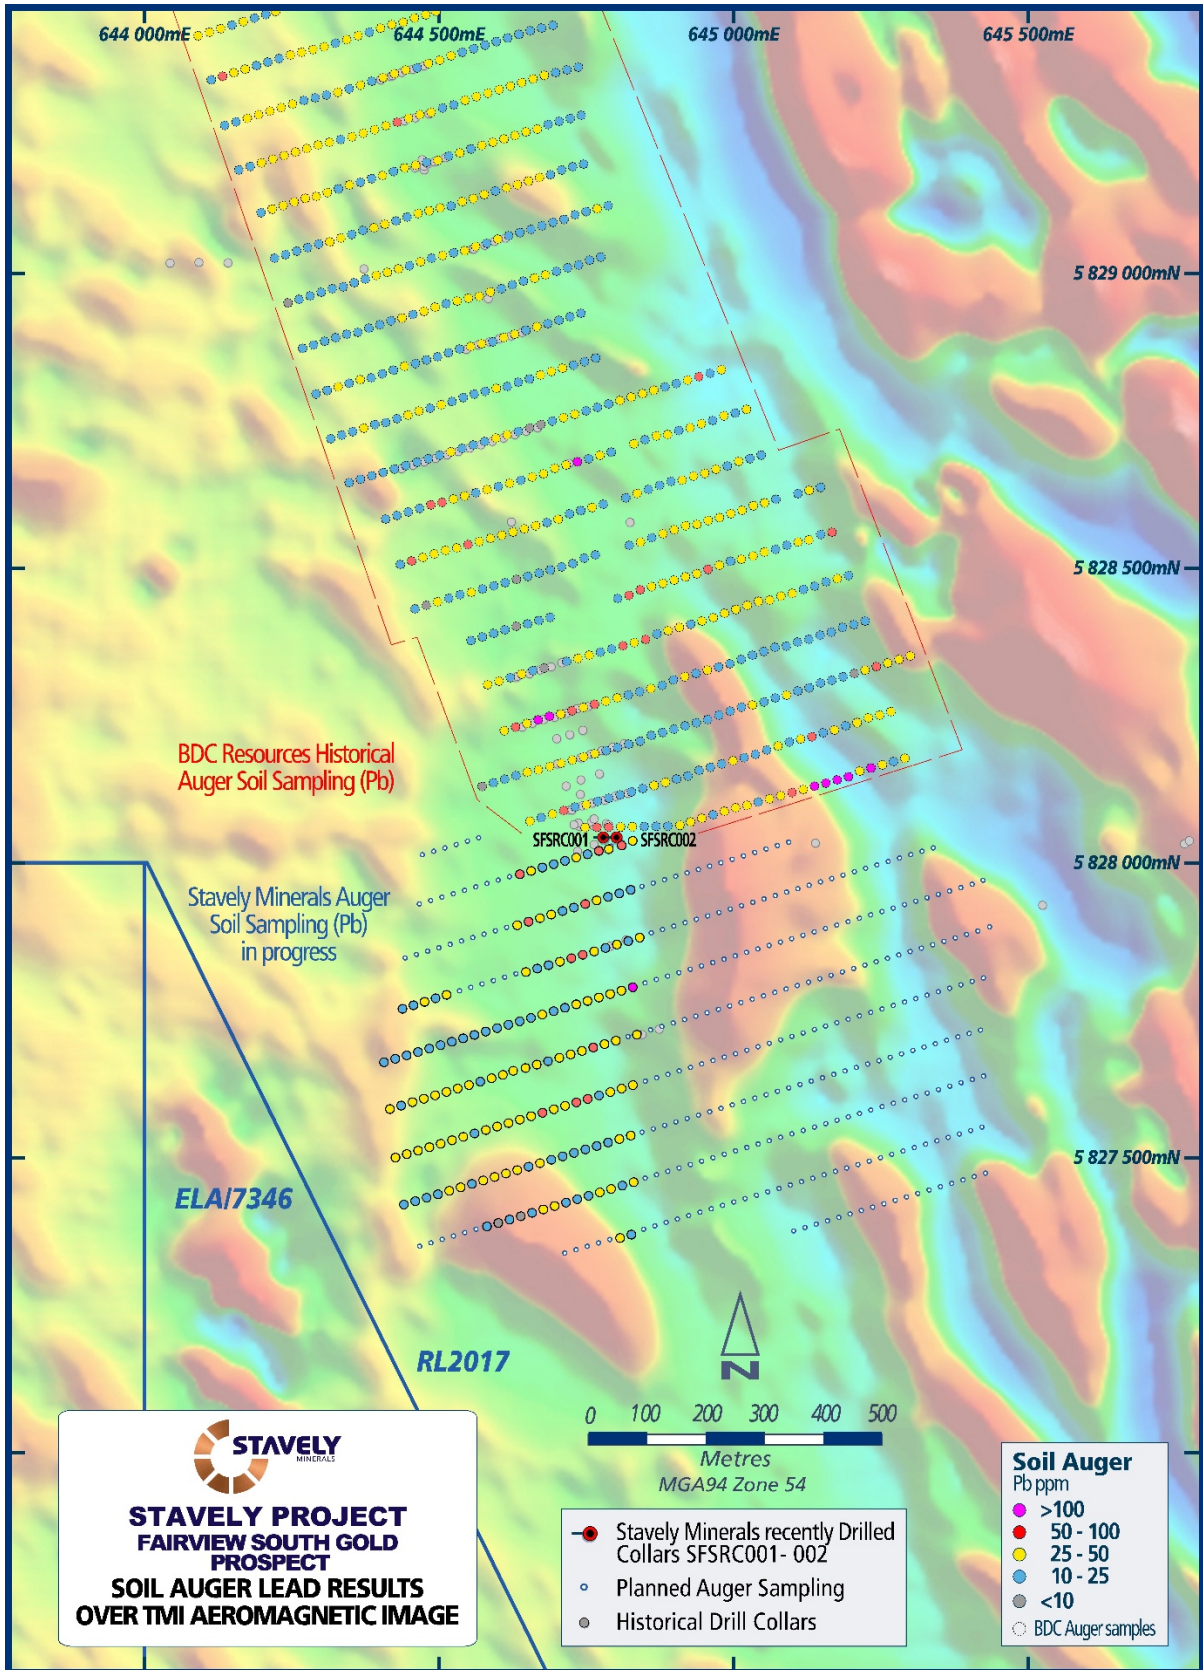 644 000mE
644 500mE
645 000mE
645 500mE
5 829 000mN
5 828 500mN
BDC Resources Historical
Auger Soil Sampling (Pb)
SFSRC001
SFSRC002
5 828 000mN
Stavely Minerals Auger
Soil Sampling (Pb)
in progress
5 827 500mN
ELA/7346
RL2017
N
0 100 200 300 400 500
Metres
MGA94 Zone 54
STAVELY
MINERALS
STAVELY PROJECT
FAIRVIEW SOUTH GOLD
PROSPECT
SOIL AUGER LEAD RESULTS
OVER TMI AEROMAGNETIC IMAGE
Stavely Minerals recently Drilled
Collars SFSRC001- 002
Planned Auger Sampling
Historical Drill Collars
Soil Auger
Pb ppm
>100
50 - 100
25 - 50
10 - 25
<10
BDC Auger samples